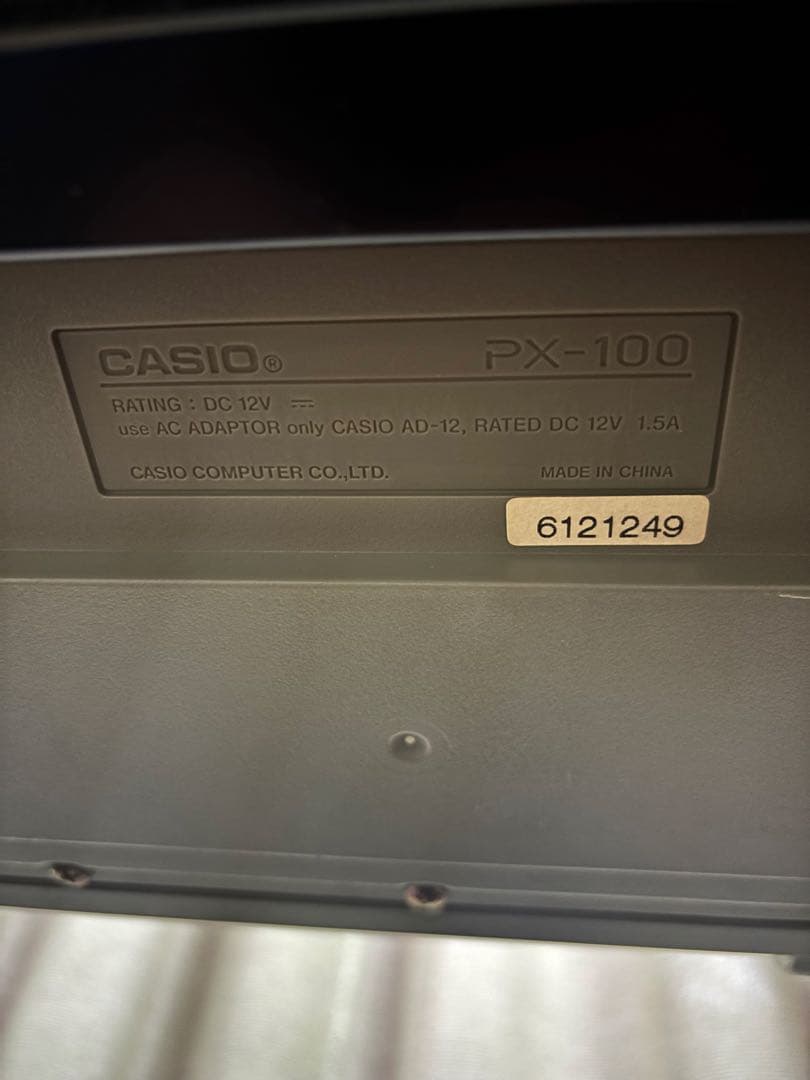 CASIO® PX-100
RATING : DC 12V ⎓
use AC ADAPTOR only CASIO AD-12, RATED DC 12V 1.5A
CASIO COMPUTER CO.,LTD. MADE IN CHINA
6121249